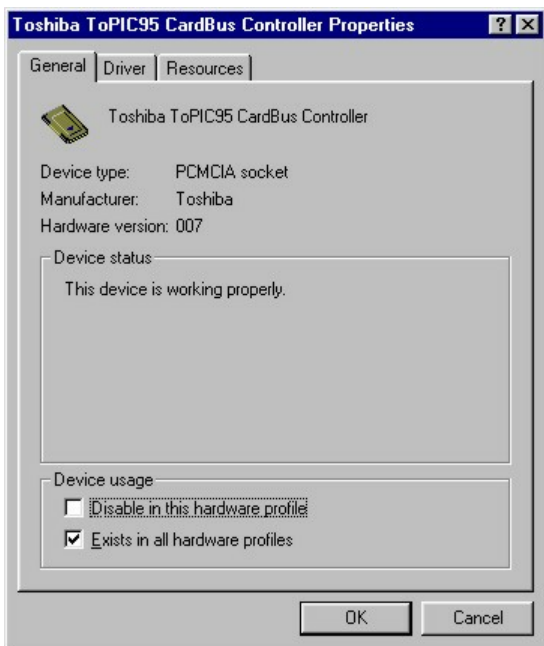 Toshiba ToPIC95 CardBus Controller Properties
General Driver Resources
Toshiba ToPIC95 CardBus Controller
Device type: PCMCIA socket
Manufacturer: Toshiba
Hardware version: 007
Device status
This device is working properly.
Device usage
Disable in this hardware profile
Exists in all hardware profiles
OK Cancel